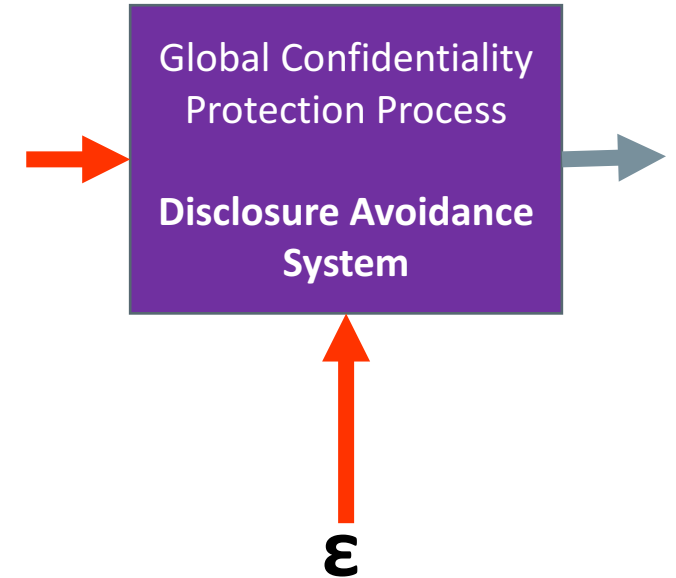 Global Confidentiality
Protection Process
Disclosure Avoidance
System
ε